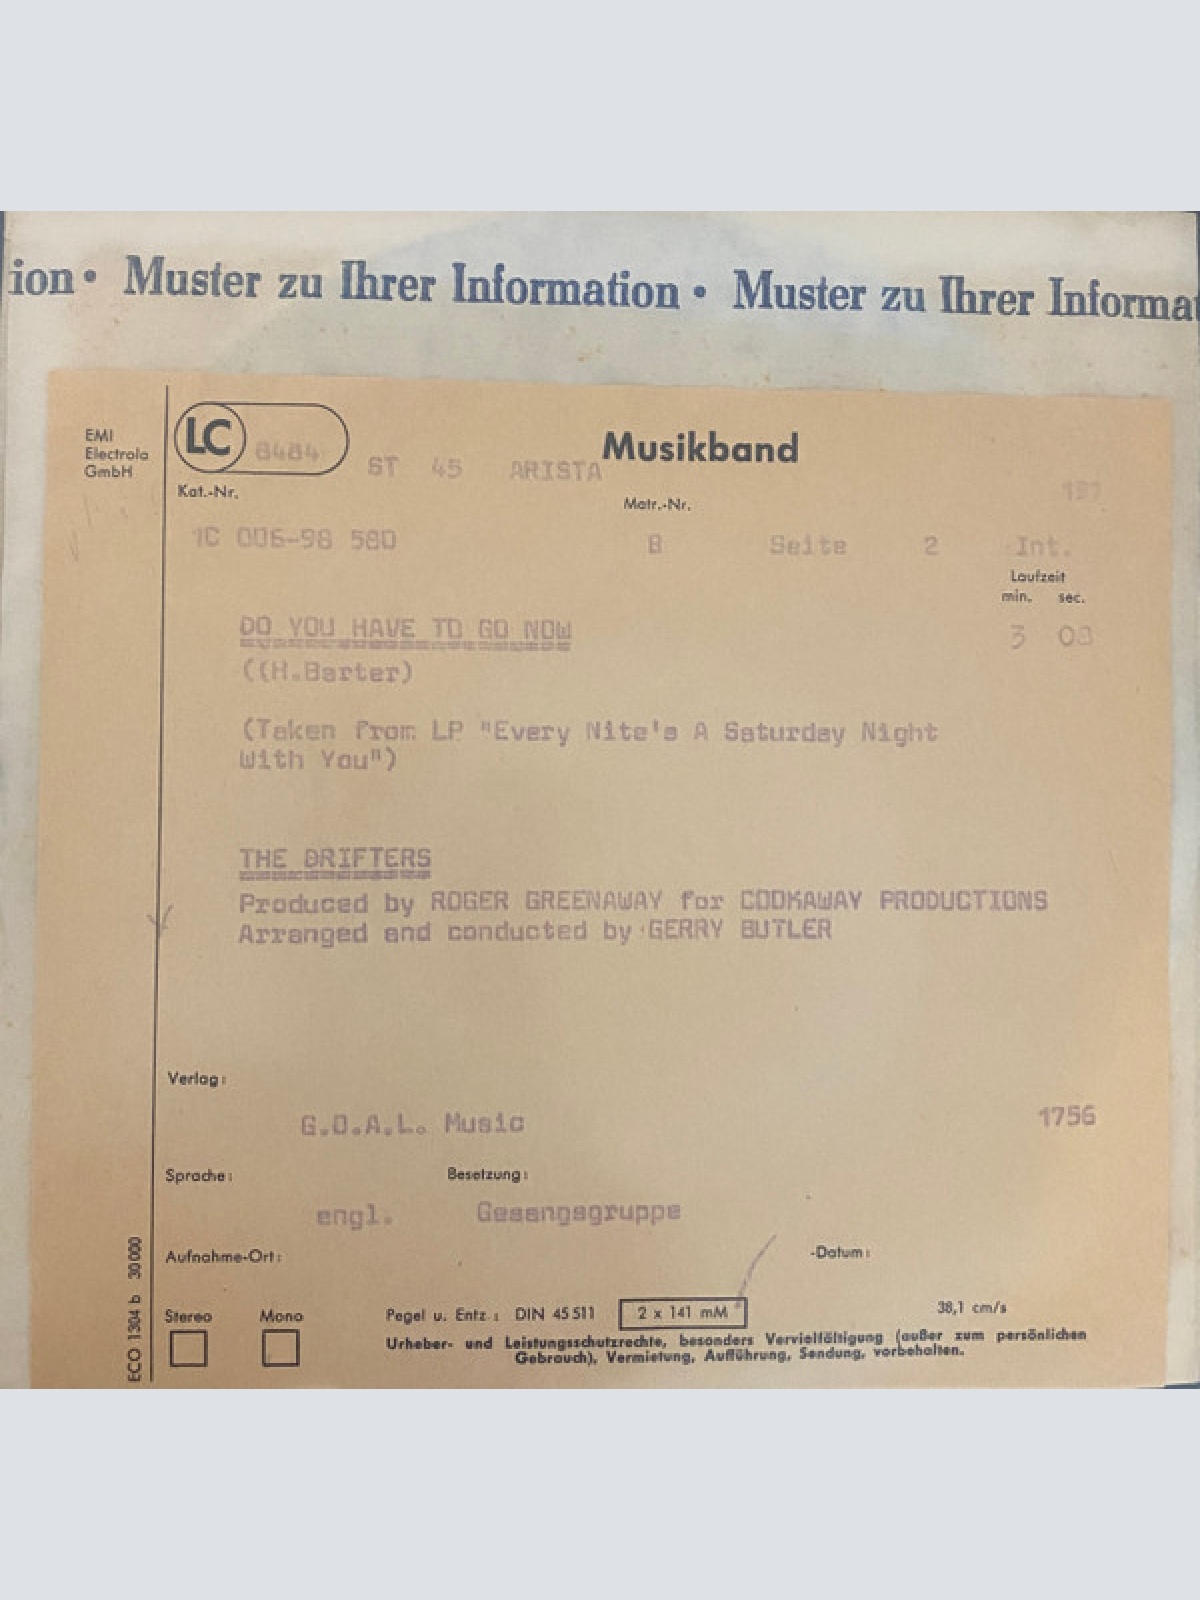 ion • Muster zu Ihrer Information • Muster zu Ihrer Informat
EMI
Electrola
GmbH
LC 8484
ST 45 ARISTA
Musikband
Kat.-Nr.
Matr.-Nr.
1C 006-98 580
B Seite 2 Int.
Laufzeit
min. sec.
DO YOU HAVE TO GO NOW
3 08
((H.Barter)
(Taken from LP "Every Nite's A Saturday Night
With You")
THE DRIFTERS
Produced by ROGER GREENAWAY for COOKAWAY PRODUCTIONS
Arranged and conducted by GERRY BUTLER
Verlag:
G.O.A.L. Music
1756
Sprache:
Besetzung:
engl.
Gesangsgruppe
Aufnahme-Ort:
-Datum:
Stereo
Mono
Pegel u. Entz.: DIN 45 511
2 x 141 mM
38,1 cm/s
Urheber- und Leistungsschutzrechte, besonders Vervielfältigung (außer zum persönlichen
Gebrauch), Vermietung, Aufführung, Sendung, vorbehalten.
ECO 1304 b 30 000